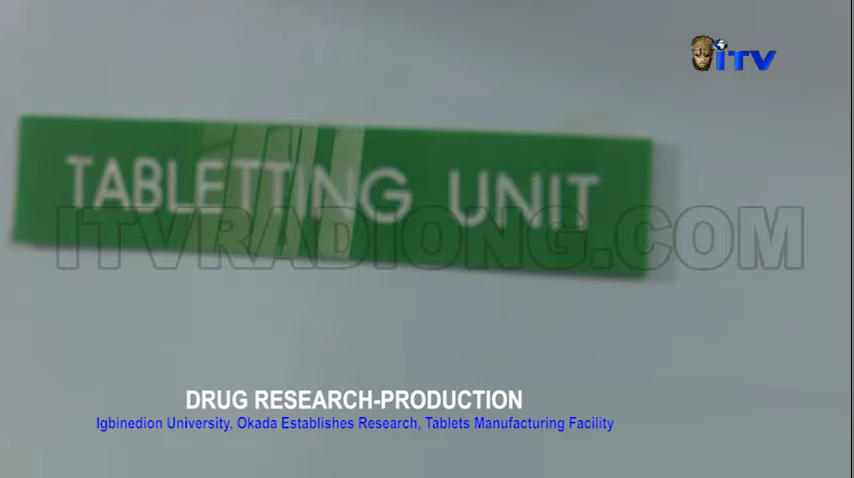 iTV
TABLETTING UNIT
ITVRADIONG.COM
DRUG RESEARCH-PRODUCTION
Igbinedion University, Okada Establishes Research, Tablets Manufacturing Facility